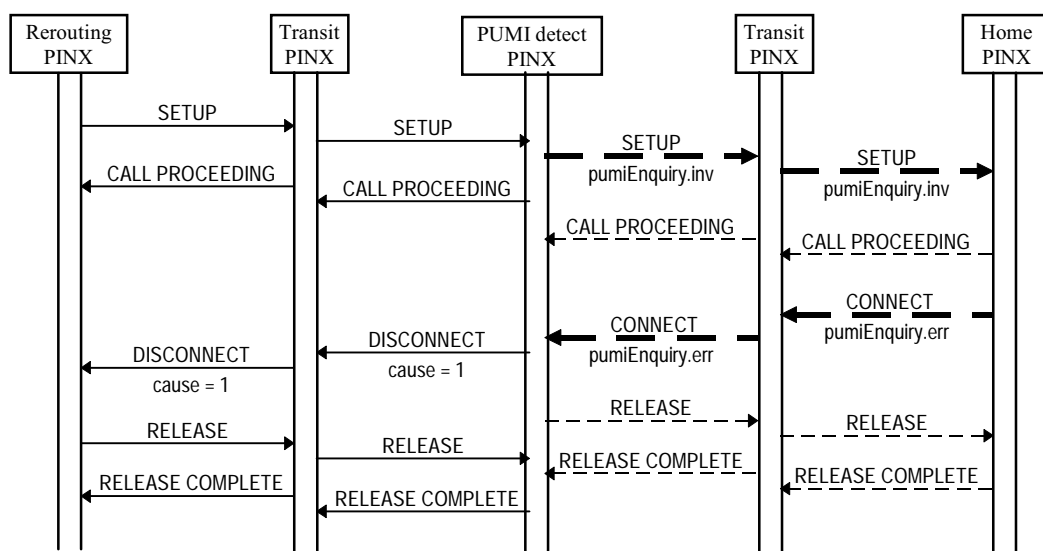 Rerouting
PINX
Transit
PINX
PUMI detect
PINX
Transit
PINX
Home
PINX
SETUP
SETUP
SETUP
pumiEnquiry.inv
SETUP
pumiEnquiry.inv
CALL PROCEEDING
CALL PROCEEDING
CALL PROCEEDING
CALL PROCEEDING
CONNECT
pumiEnquiry.err
CONNECT
pumiEnquiry.err
DISCONNECT
cause = 1
DISCONNECT
cause = 1
RELEASE
RELEASE
RELEASE
RELEASE
RELEASE COMPLETE
RELEASE COMPLETE
RELEASE COMPLETE
RELEASE COMPLETE